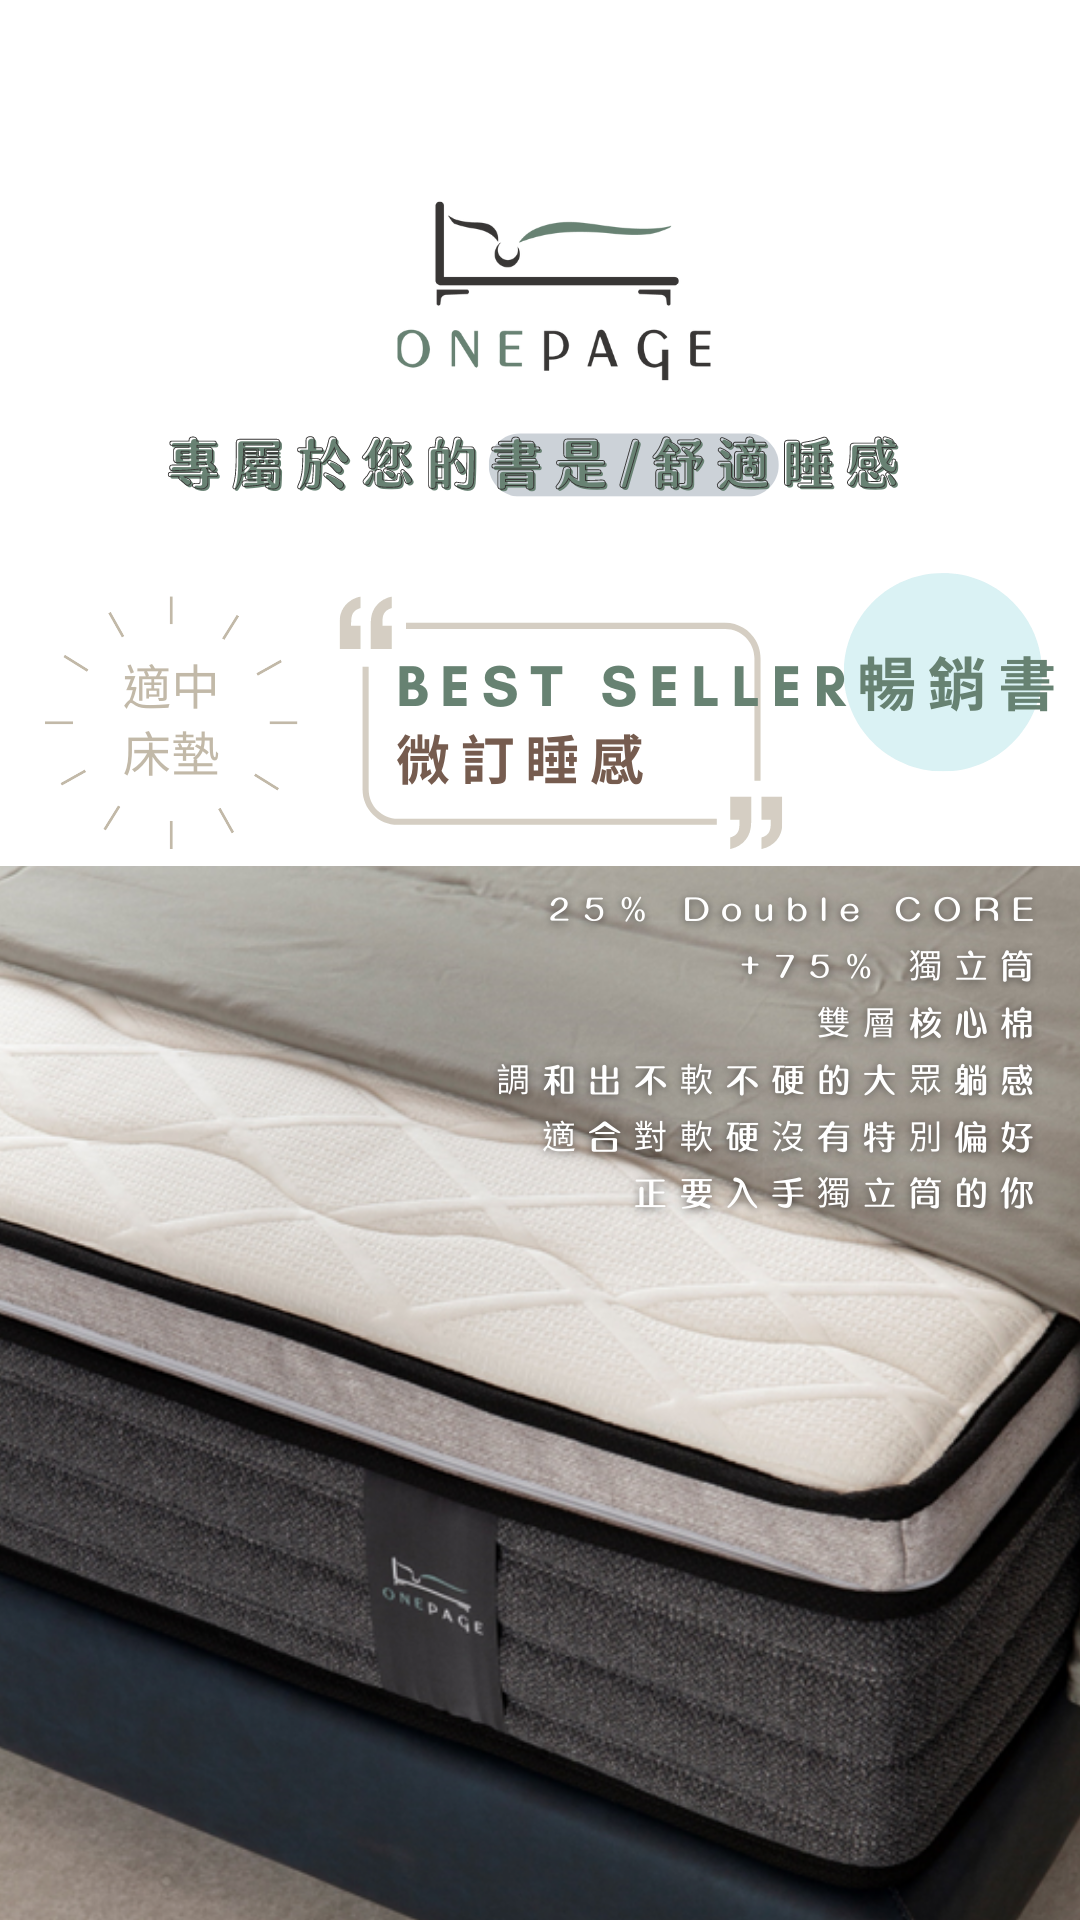 ONEPAGE
專屬於您的書是/舒適睡感
適中
床墊
“
BEST SELLER暢銷書
微訂睡感
”
25% Double CORE
+75% 獨立筒
雙層核心棉
調和出不軟不硬的大眾躺感
適合對軟硬沒有特別偏好
正要入手獨立筒的你
ONEPAGE